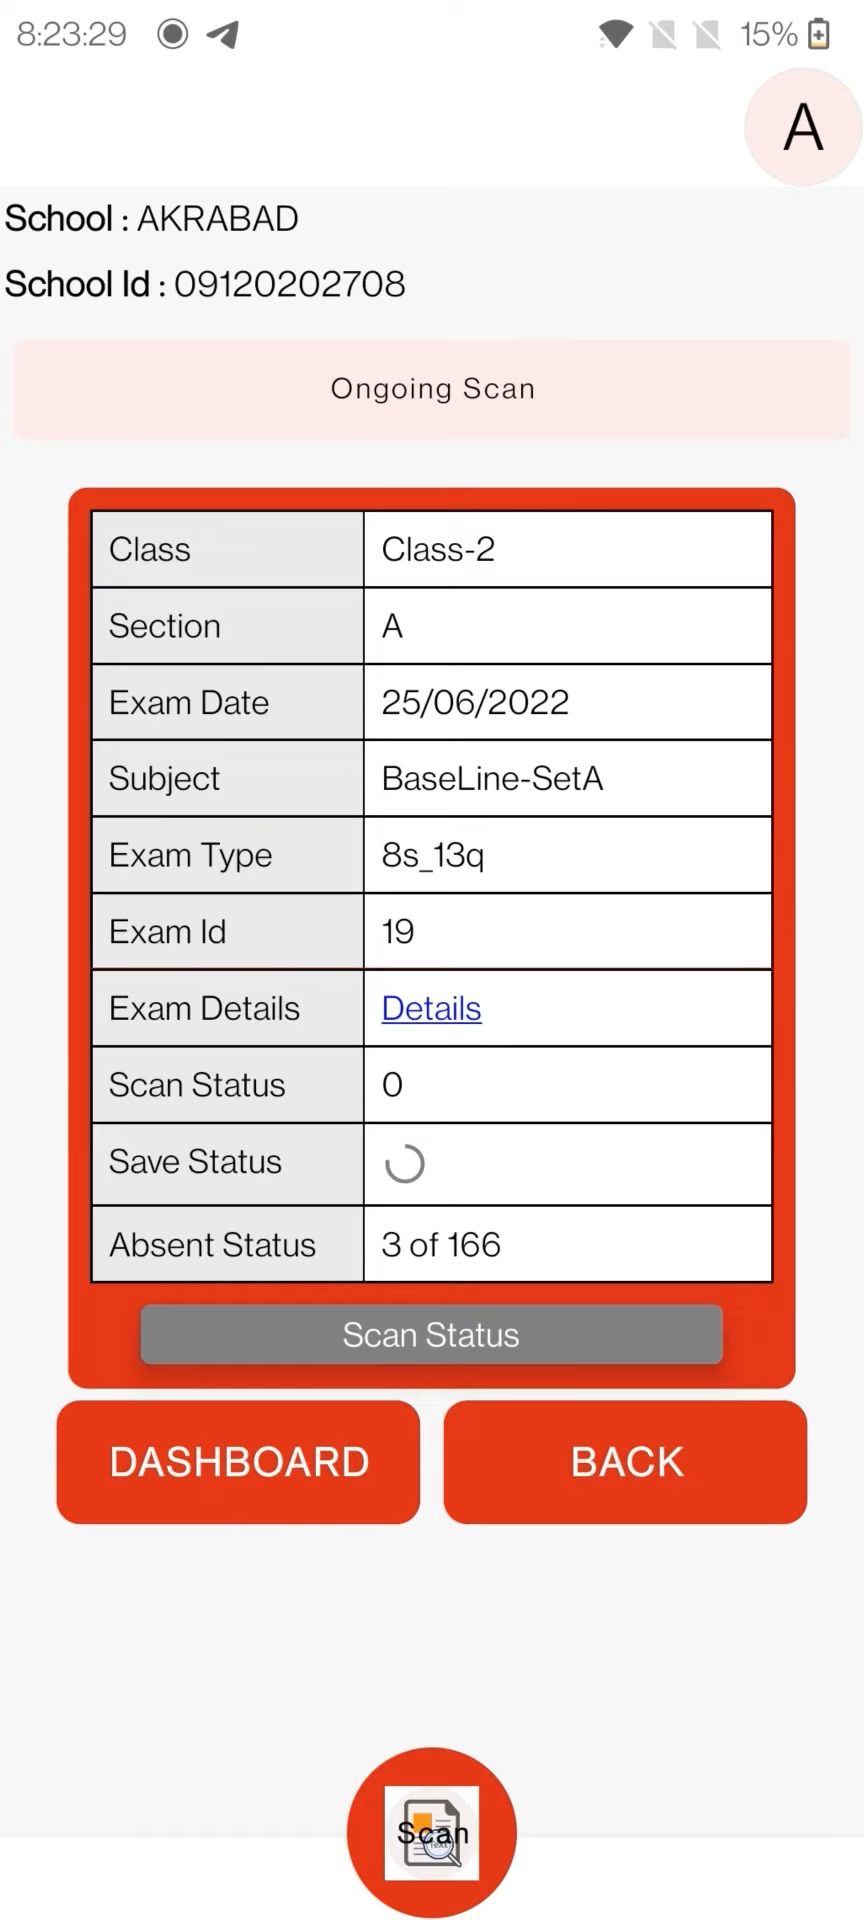 8:23:29 15%
A
School : AKRABAD
School Id : 09120202708
Ongoing Scan
Class Class-2
Section A
Exam Date 25/06/2022
Subject BaseLine-SetA
Exam Type 8s_13q
Exam Id 19
Exam Details Details
Scan Status 0
Save Status
Absent Status 3 of 166
Scan Status
DASHBOARD BACK
Scan